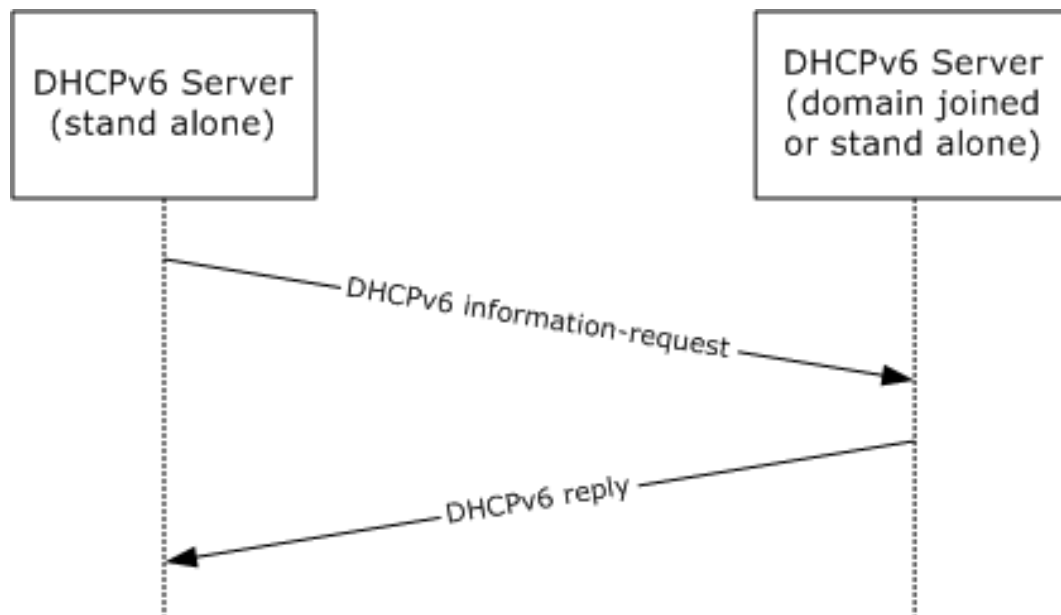 DHCPv6 Server
(stand alone)
DHCPv6 Server
(domain joined
or stand alone)
DHCPv6 information-request
DHCPv6 reply